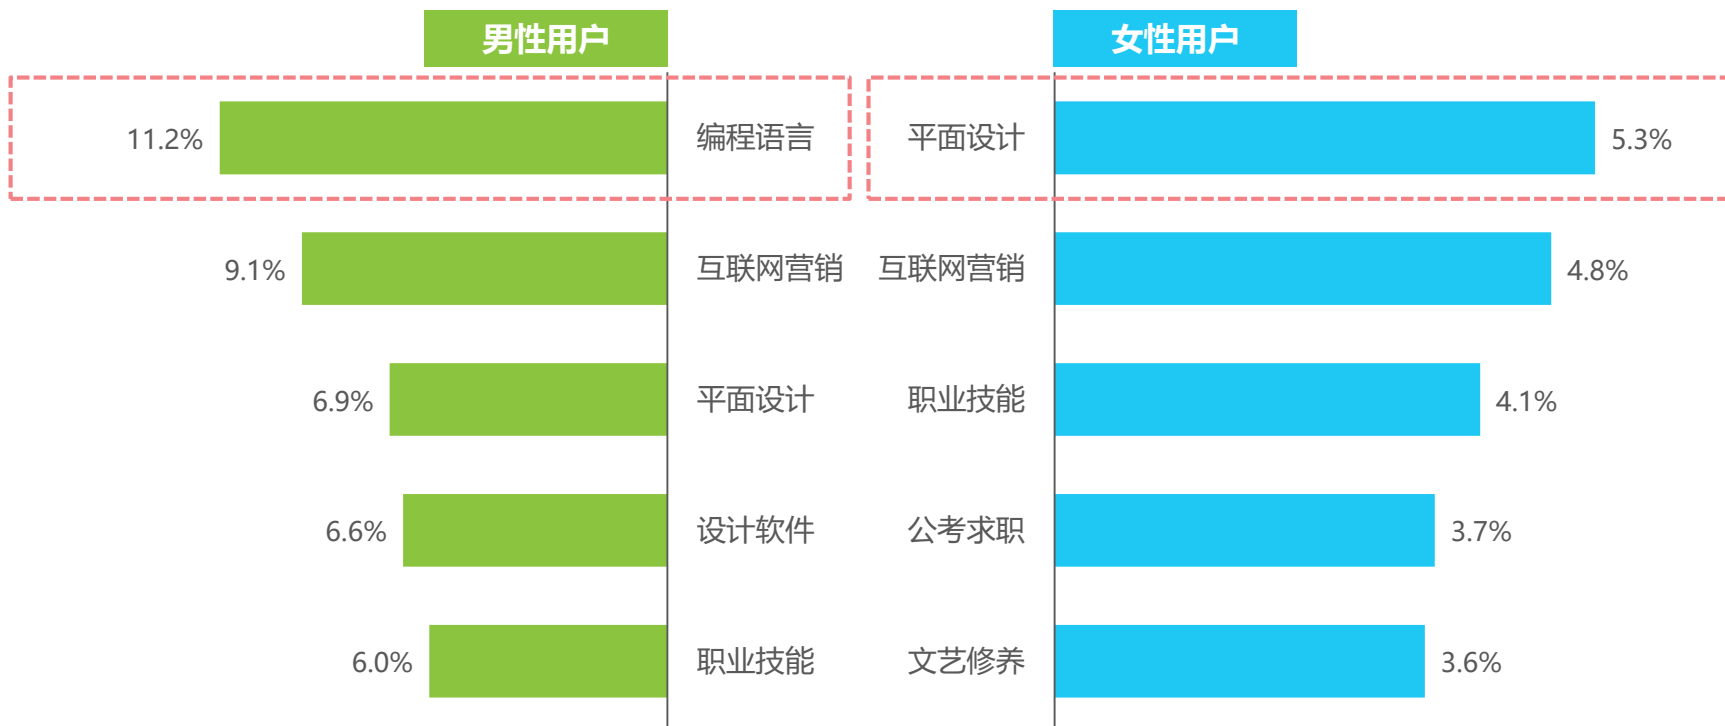 男性用户 女性用户
11.2% 编程语言 平面设计 5.3%
9.1% 互联网营销 互联网营销 4.8%
6.9% 平面设计 职业技能 4.1%
6.6% 设计软件 公考求职 3.7%
6.0% 职业技能 文艺修养 3.6%